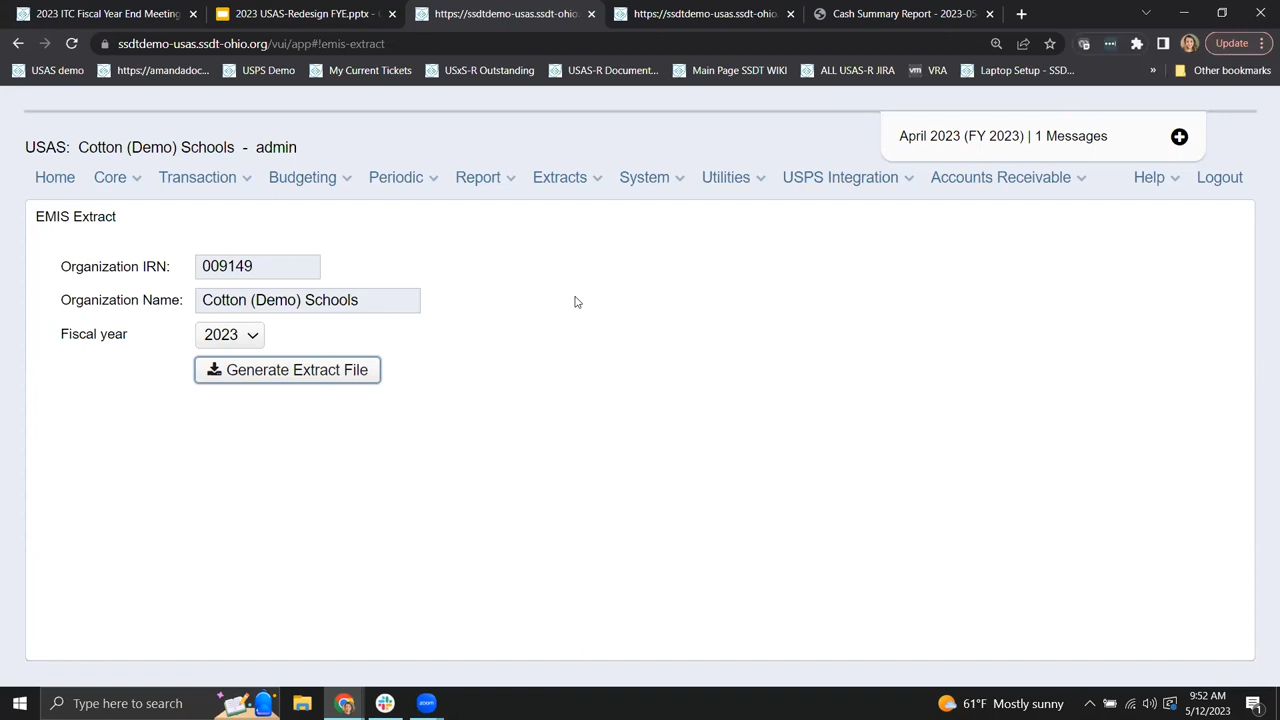 2023 ITC Fiscal Year End Meeting
2023 USAS-Redesign FYE.pptx - G
https://ssdtdemo-usas.ssdt-ohio.
https://ssdtdemo-usas.ssdt-ohio.
Cash Summary Report - 2023-05-
ssdtdemo-usas.ssdt-ohio.org/vui/app#!emis-extract
Update
USAS demo
https://amandadoc...
USPS Demo
My Current Tickets
USxS-R Outstanding
USAS-R Document...
Main Page SSDT WIKI
ALL USAS-R JIRA
vm VRA
Laptop Setup - SSD...
»
Other bookmarks
April 2023 (FY 2023) | 1 Messages
USAS: Cotton (Demo) Schools - admin
Home Core Transaction Budgeting Periodic Report Extracts System Utilities USPS Integration Accounts Receivable Help Logout
EMIS Extract
Organization IRN: 009149
Organization Name: Cotton (Demo) Schools
Fiscal year 2023
Generate Extract File
Type here to search
zoom
61°F Mostly sunny
9:52 AM
5/12/2023
1